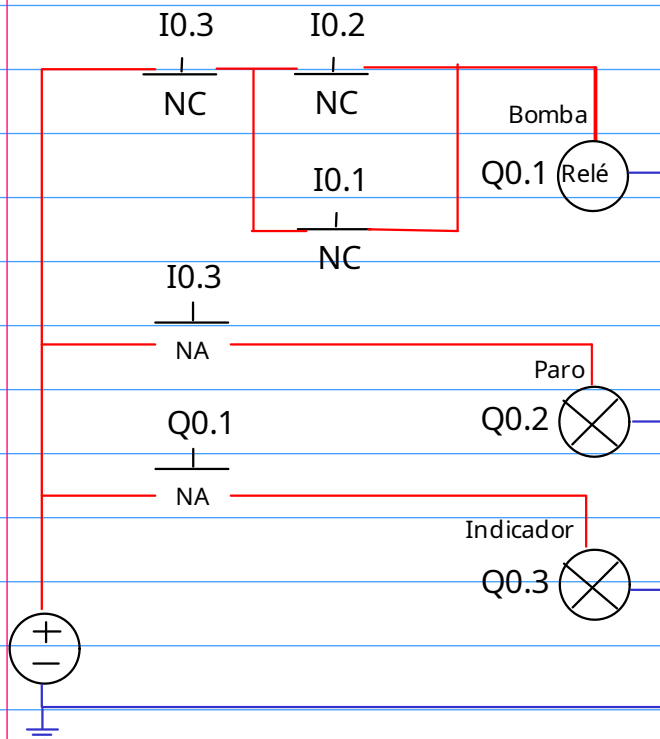 I0.3
I0.2
NC
NC
Bomba
I0.1
Q0.1
Relé
NC
I0.3
NA
Paro
Q0.2
Q0.1
NA
Indicador
Q0.3